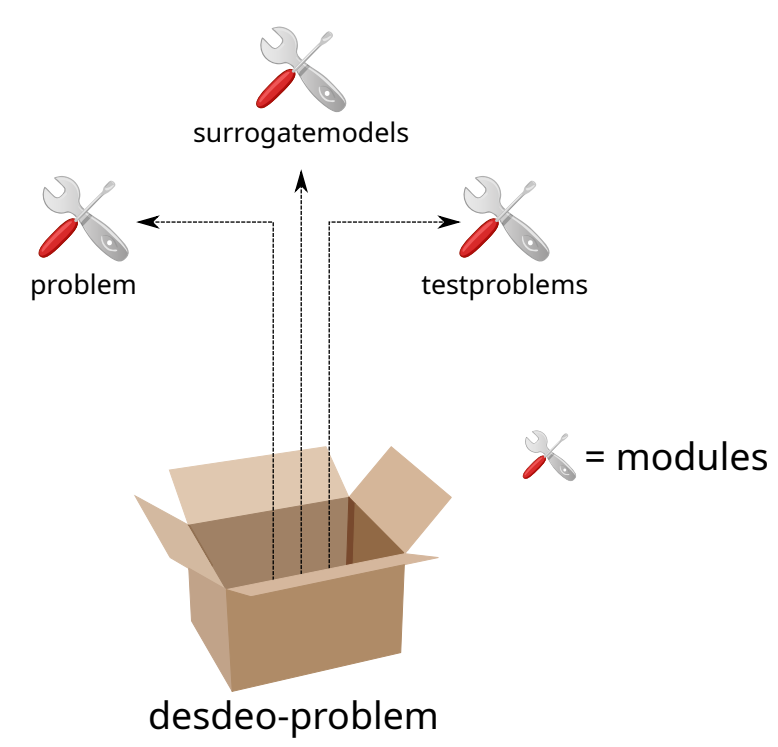 surrogatemodels
problem
testproblems
= modules
desdeo-problem